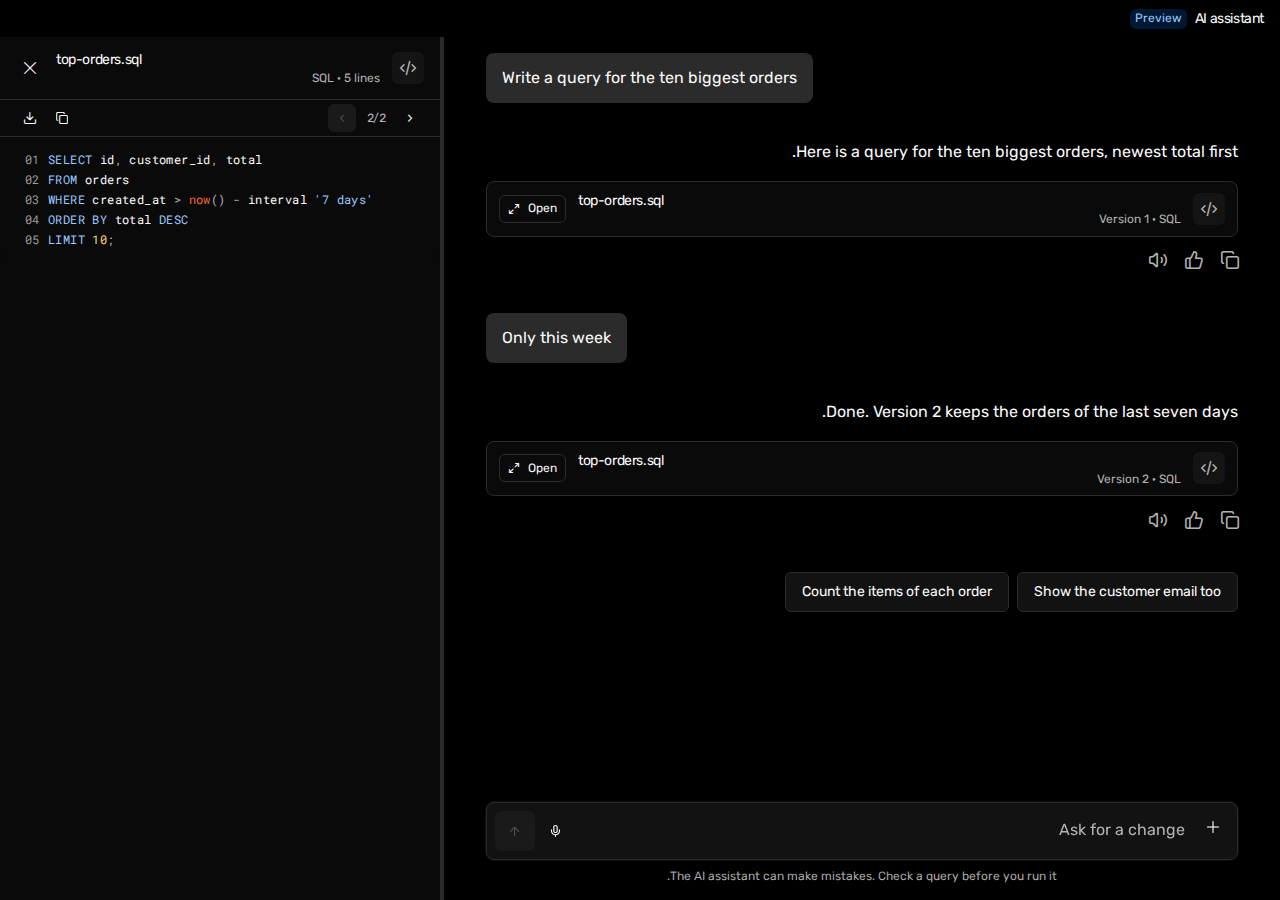 Preview AI assistant
top-orders.sql
SQL • 5 lines
2/2
01 SELECT id, customer_id, total
02 FROM orders
03 WHERE created_at > now() - interval '7 days'
04 ORDER BY total DESC
05 LIMIT 10;
Write a query for the ten biggest orders
.Here is a query for the ten biggest orders, newest total first
Open
top-orders.sql
Version 1 • SQL
Only this week
.Done. Version 2 keeps the orders of the last seven days
Open
top-orders.sql
Version 2 • SQL
Count the items of each order
Show the customer email too
Ask for a change
.The AI assistant can make mistakes. Check a query before you run it